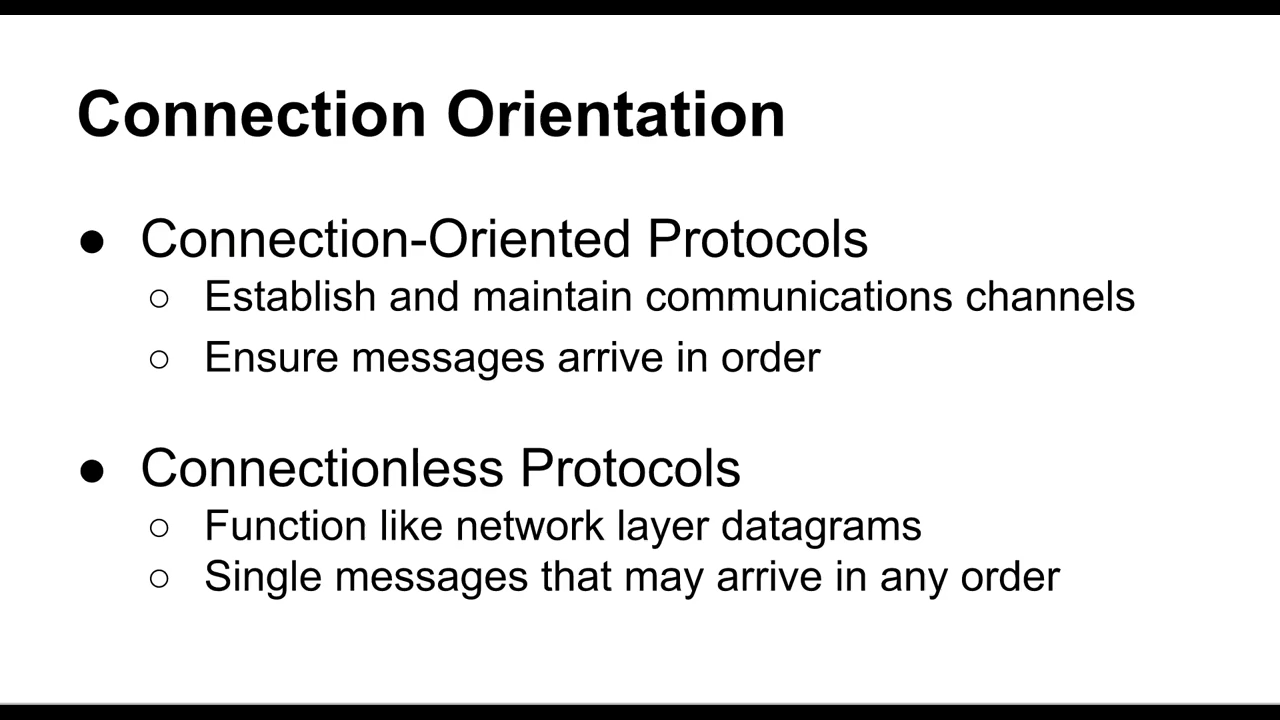 Connection Orientation
● Connection-Oriented Protocols
○ Establish and maintain communications channels
○ Ensure messages arrive in order
● Connectionless Protocols
○ Function like network layer datagrams
○ Single messages that may arrive in any order